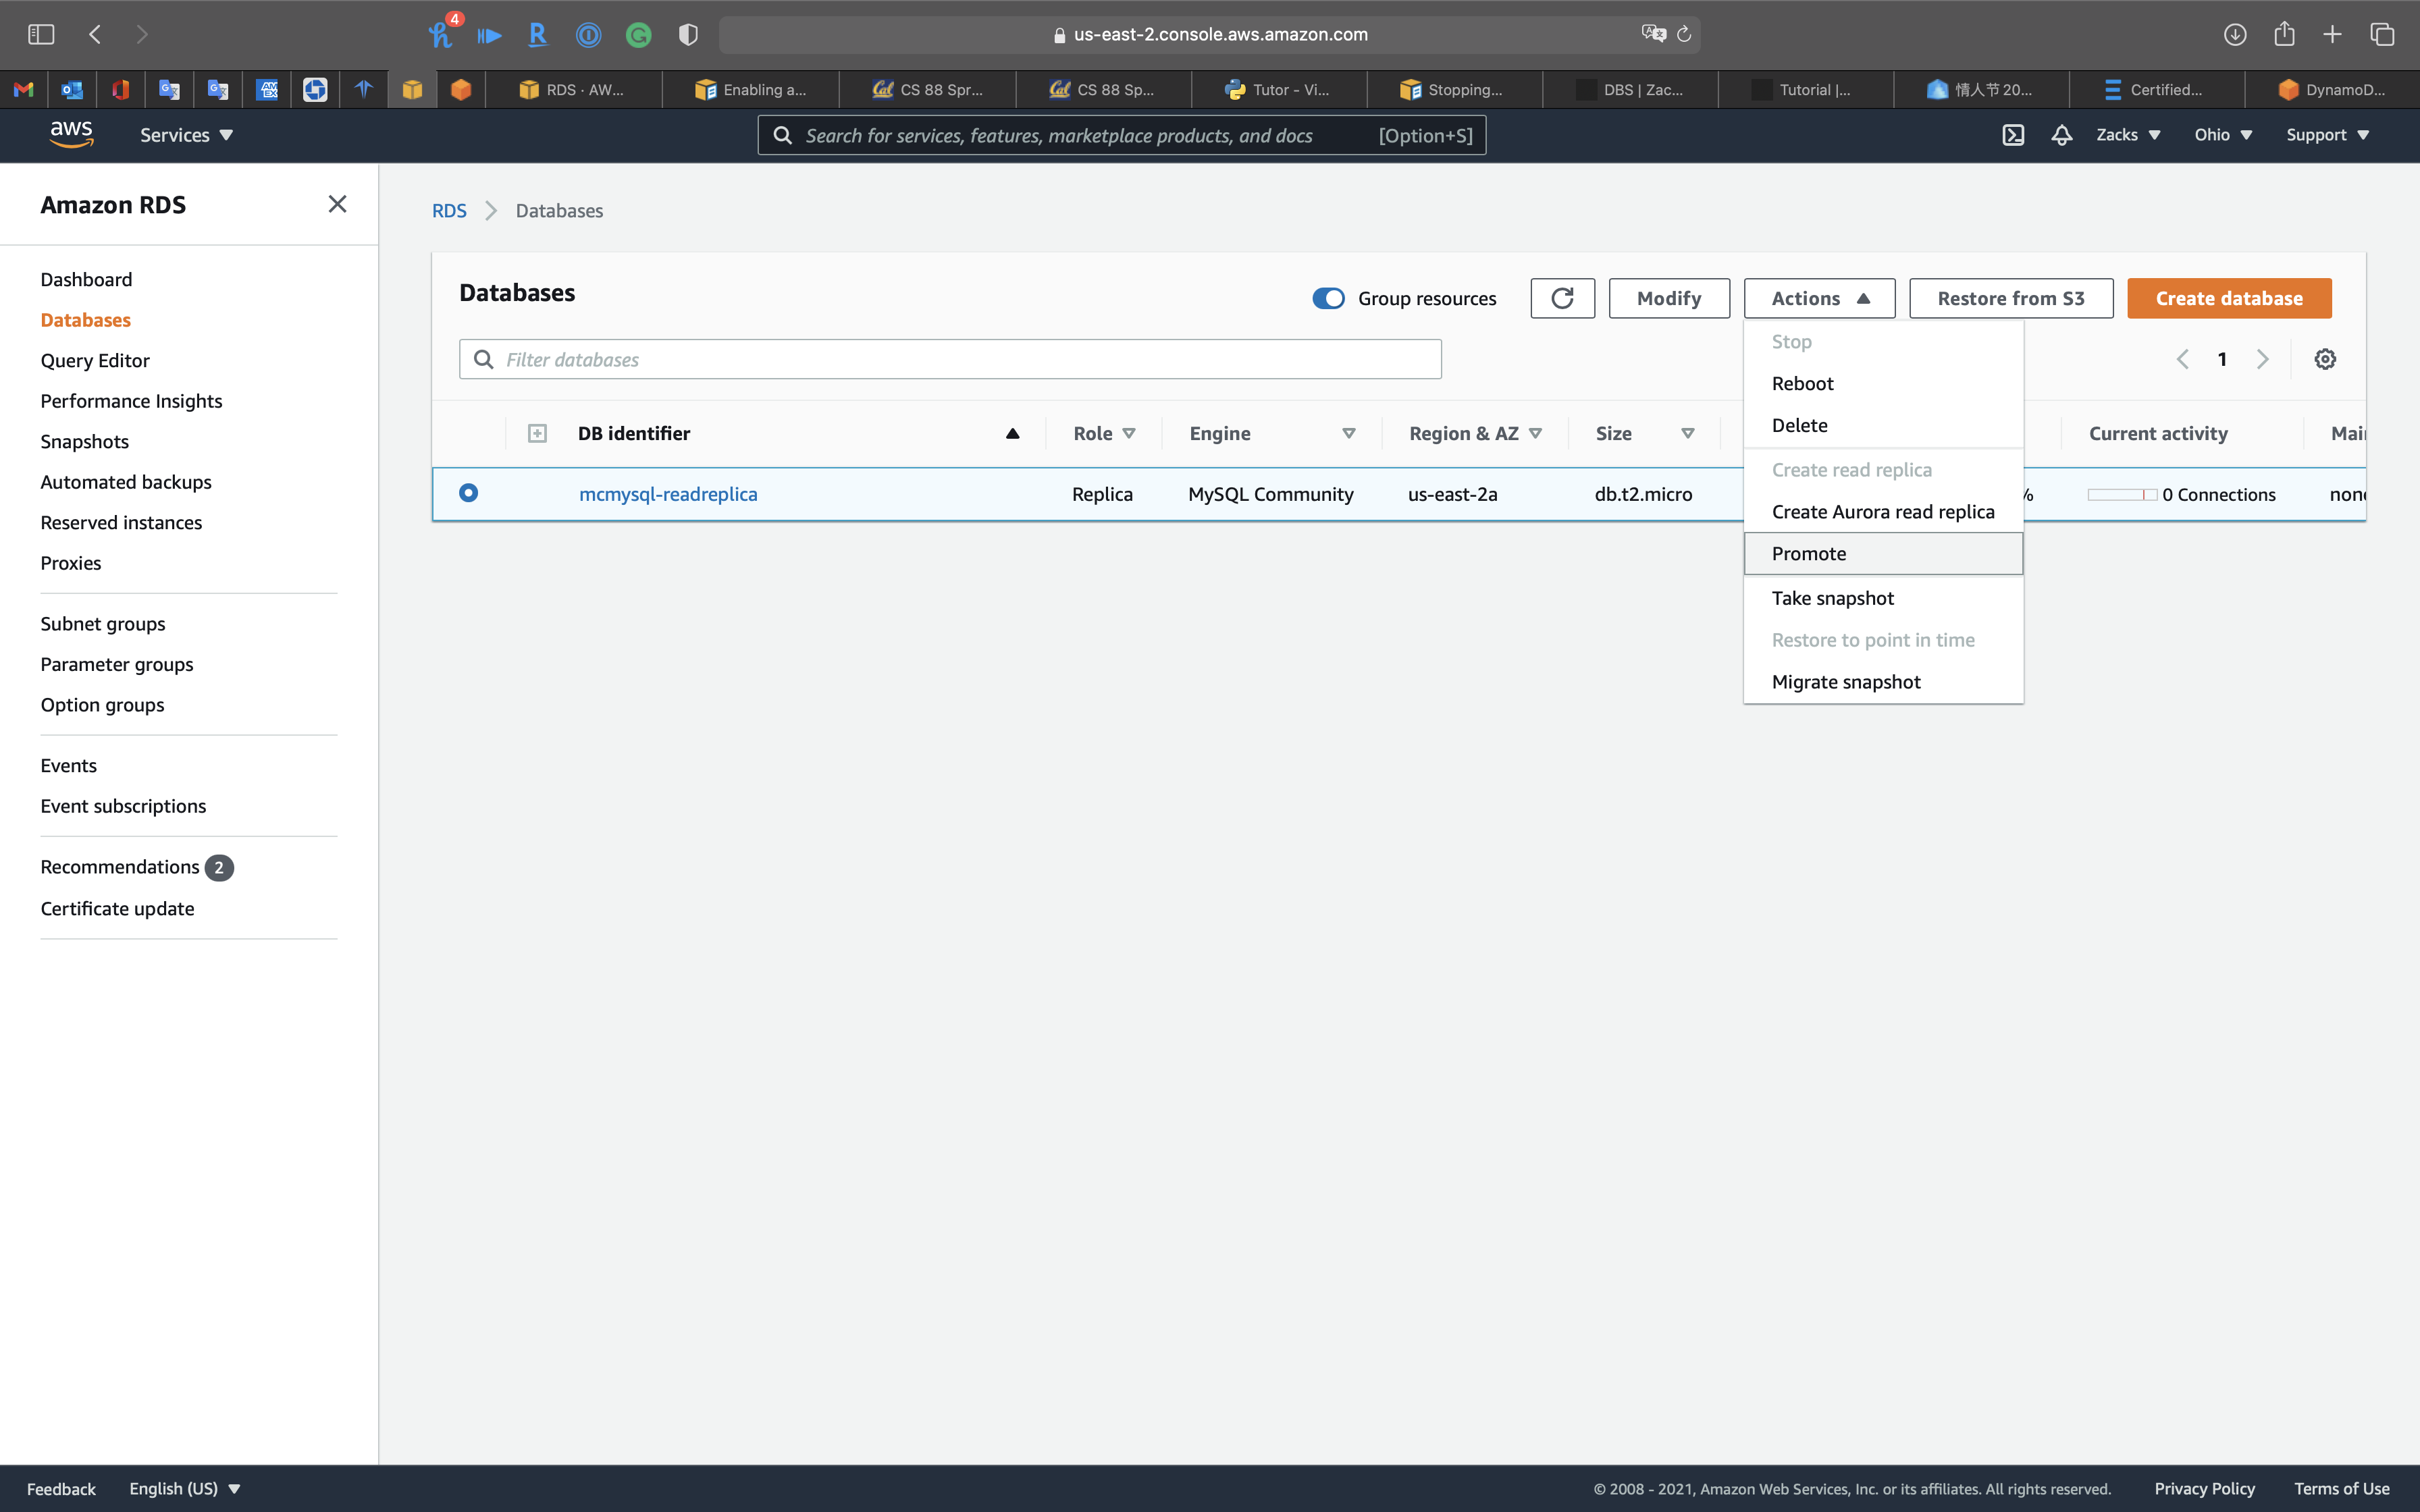 4
us-east-2.console.aws.amazon.com
RDS · AW...
Enabling a...
CS 88 Spr...
CS 88 Sp...
Tutor - Vi...
Stopping...
DBS | Zac...
Tutorial |...
情人节 20...
Certified...
DynamoD...
aws
Services
Search for services, features, marketplace products, and docs
[Option+S]
Zacks
Ohio
Support
Amazon RDS
Dashboard
Databases
Query Editor
Performance Insights
Snapshots
Automated backups
Reserved instances
Proxies
Subnet groups
Parameter groups
Option groups
Events
Event subscriptions
Recommendations 2
Certificate update
RDS > Databases
Databases
Group resources
Modify
Actions
Restore from S3
Create database
Filter databases
1
DB identifier
Role
Engine
Region & AZ
Size
Current activity
Mai
mcmysql-readreplica
Replica
MySQL Community
us-east-2a
db.t2.micro
%
0 Connections
none
Stop
Reboot
Delete
Create read replica
Create Aurora read replica
Promote
Take snapshot
Restore to point in time
Migrate snapshot
Feedback
English (US)
© 2008 - 2021, Amazon Web Services, Inc. or its affiliates. All rights reserved.
Privacy Policy
Terms of Use